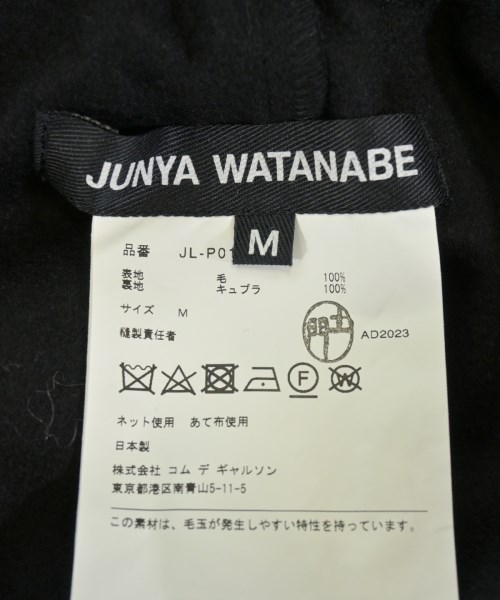 JUNYA WATANABE
M
品番 JL-P01
表地 毛 100%
裏地 キュプラ 100%
サイズ M
縫製責任者 AD2023
F W
ネット使用 あて布使用
日本製
株式会社 コム デ ギャルソン
東京都港区南青山5-11-5
この素材は、毛玉が発生しやすい特性を持っています。